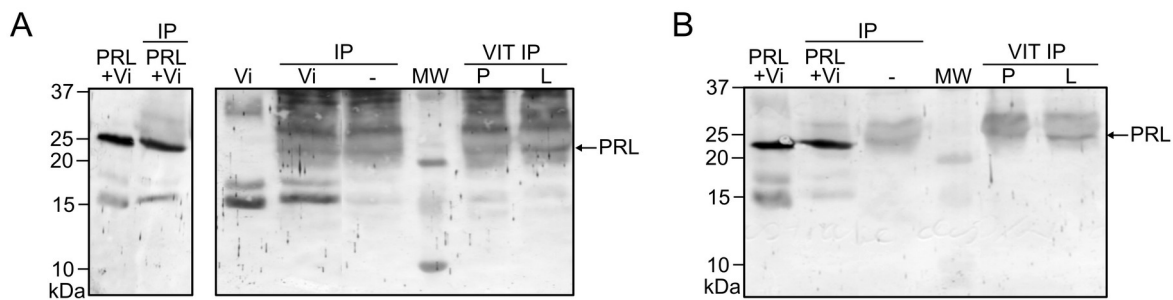 A
IP
PRL PRL
+Vi +Vi
IP VIT IP
Vi Vi - MW P L
37
25
20
15
10
kDa
PRL
B
IP
PRL PRL VIT IP
+Vi +Vi - MW P L
37
25
20
15
10
kDa
PRL